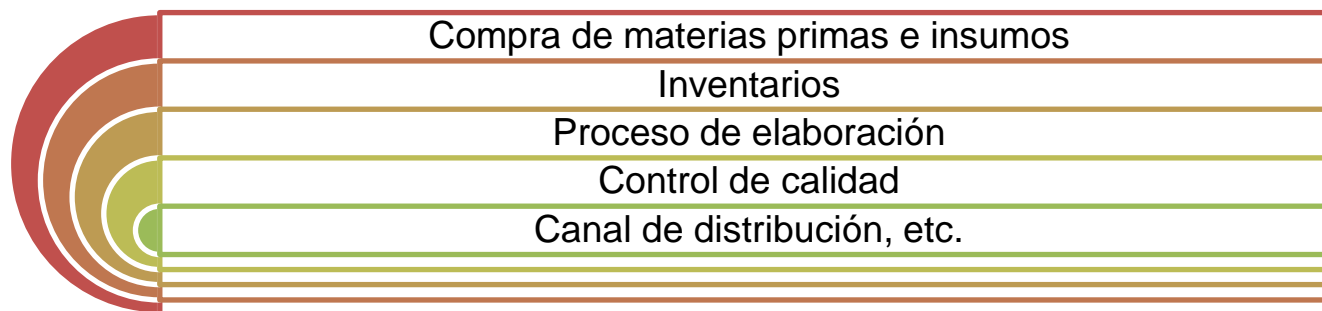 Compra de materias primas e insumos
Inventarios
Proceso de elaboración
Control de calidad
Canal de distribución, etc.